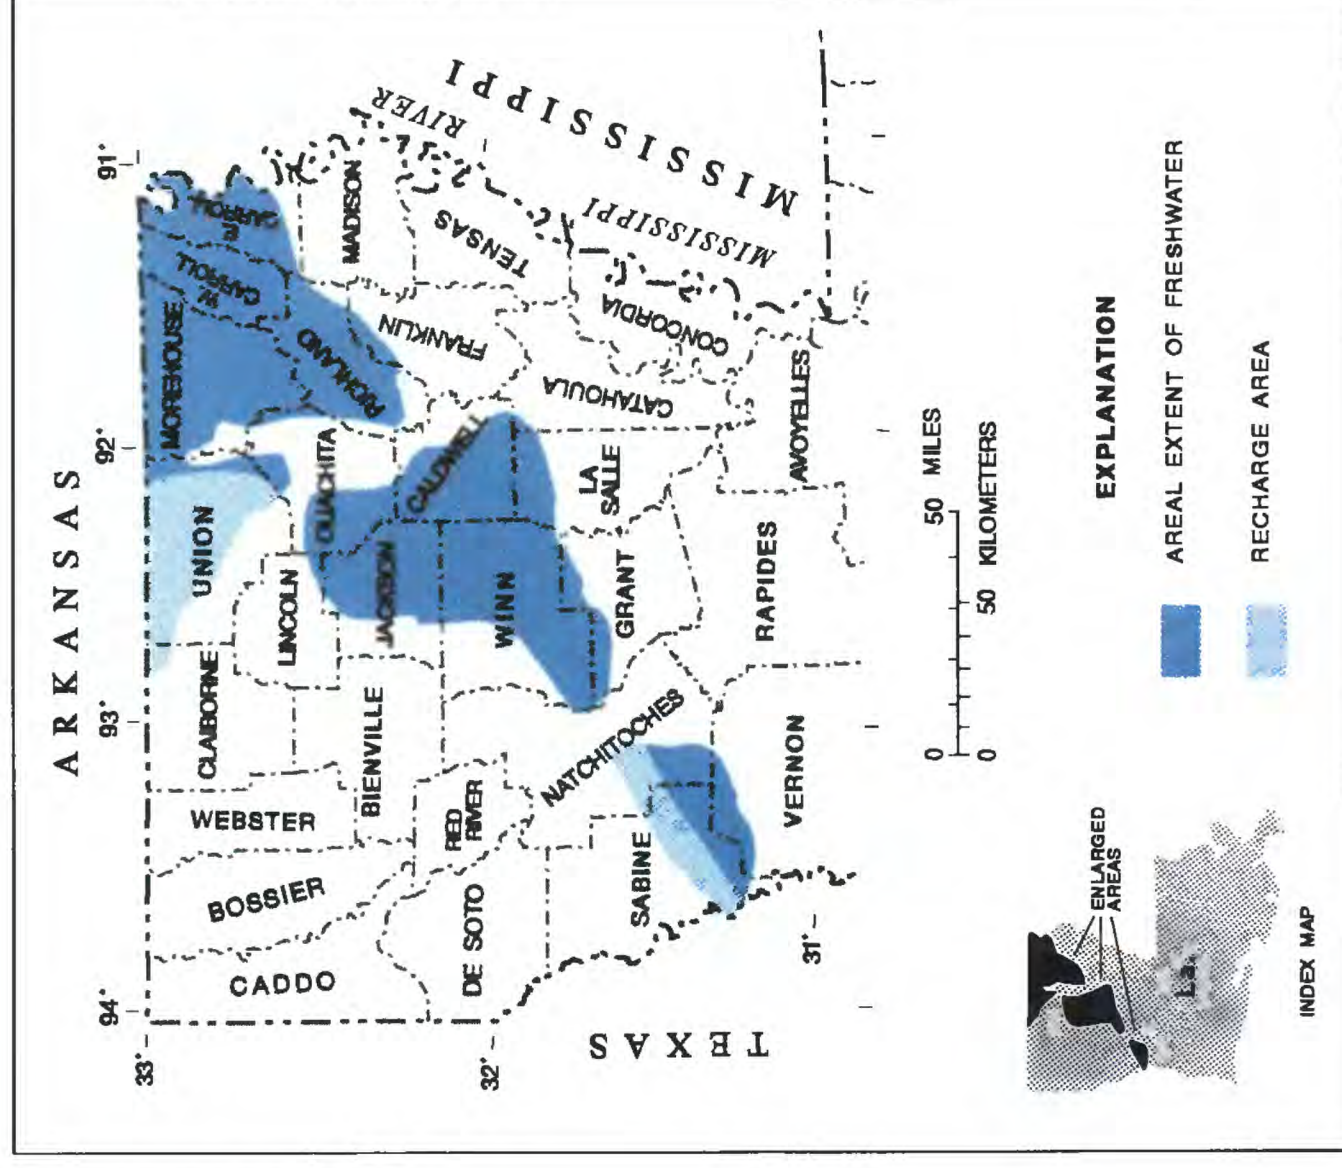 ARKANSAS
94°
93°
92°
91°
33°
32°
31°
TEXAS
MISSISSIPPI
MISSISSIPPI
RIVER
CADDO
BOSSIER
WEBSTER
CLAIBORNE
UNION
MOREHOUSE
W.
CARROLL
E.
CARROLL
LINCOLN
OUACHITA
RICHLAND
MADISON
BIENVILLE
JACKSON
CALDWELL
FRANKLIN
TENSAS
DE SOTO
RED
RIVER
WINN
NATCHITOCHES
SABINE
GRANT
LA
SALLE
CATAHOULA
CONCORDIA
VERNON
RAPIDES
AVOYELLES
0 50 MILES
0 50 KILOMETERS
EXPLANATION
AREAL EXTENT OF FRESHWATER
RECHARGE AREA
ENLARGED
AREAS
La.
INDEX MAP